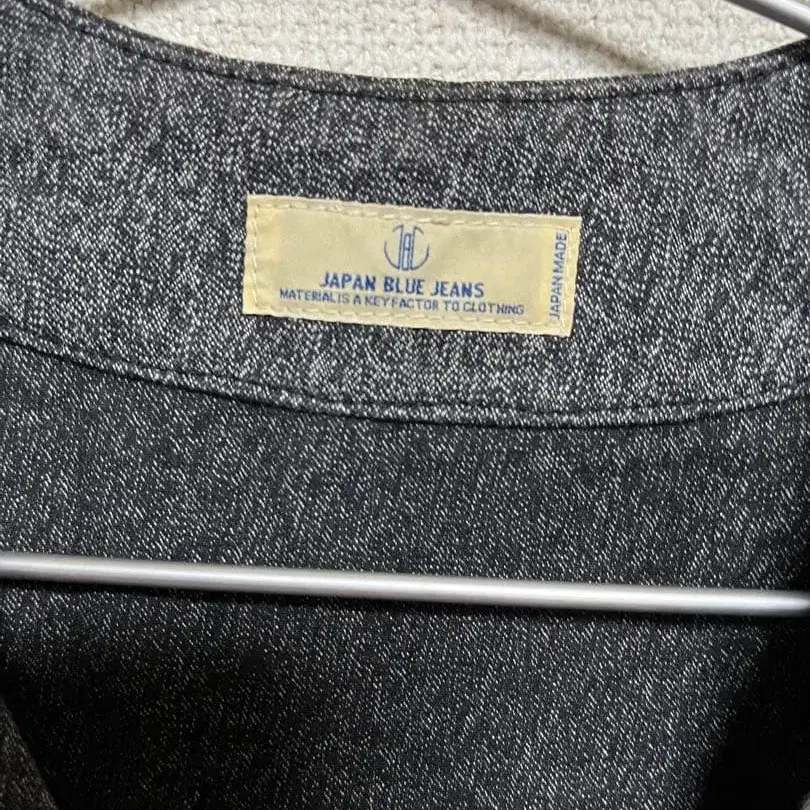 JAPAN BLUE JEANS
MATERIAL IS A KEY FACTOR TO CLOTHING
JAPAN MADE